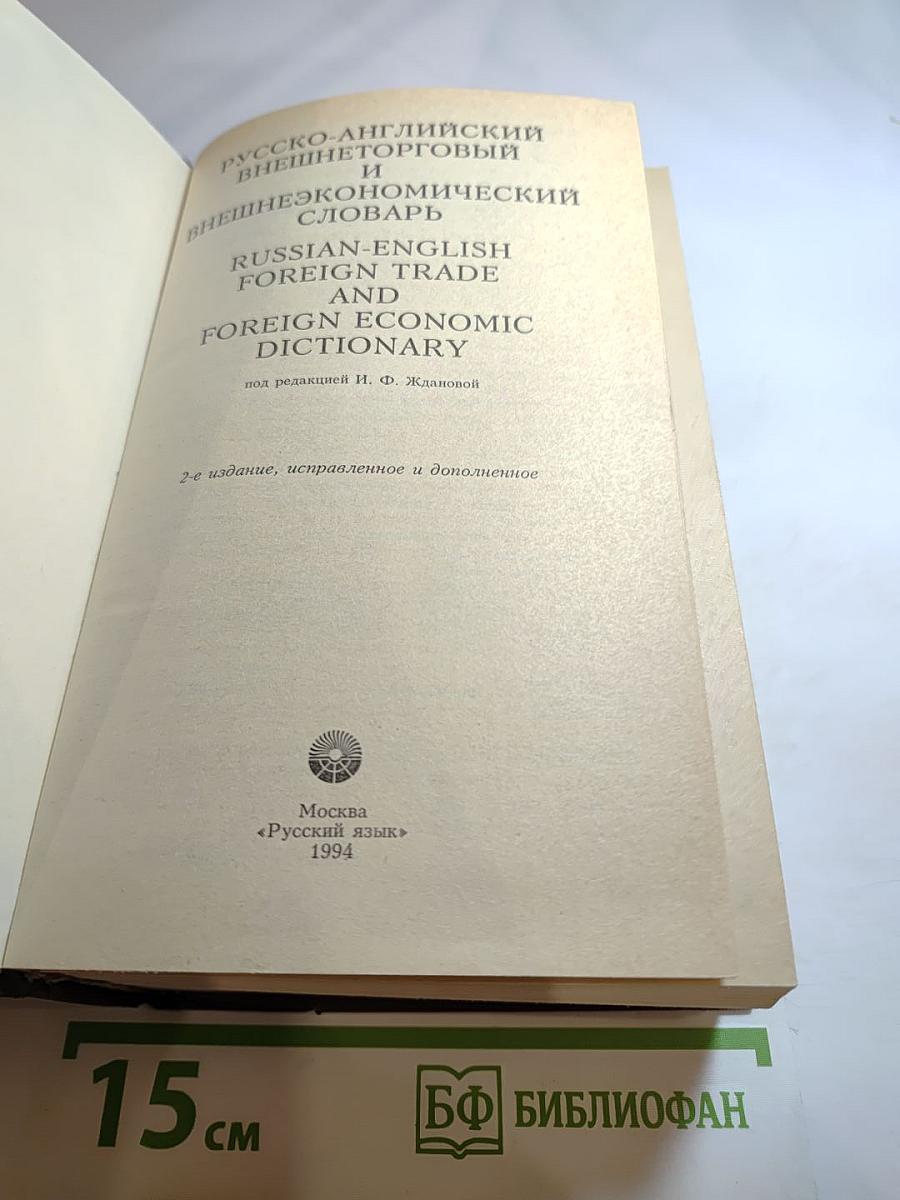 РУССКО-АНГЛИЙСКИЙ
ВНЕШНЕТОРГОВЫЙ
И
ВНЕШНЕЭКОНОМИЧЕСКИЙ
СЛОВАРЬ
RUSSIAN-ENGLISH
FOREIGN TRADE
AND
FOREIGN ECONOMIC
DICTIONARY
под редакцией И. Ф. Ждановой
2-е издание, исправленное и дополненное
Москва
«Русский язык»
1994
15 см
БФ БИБЛИОФАН